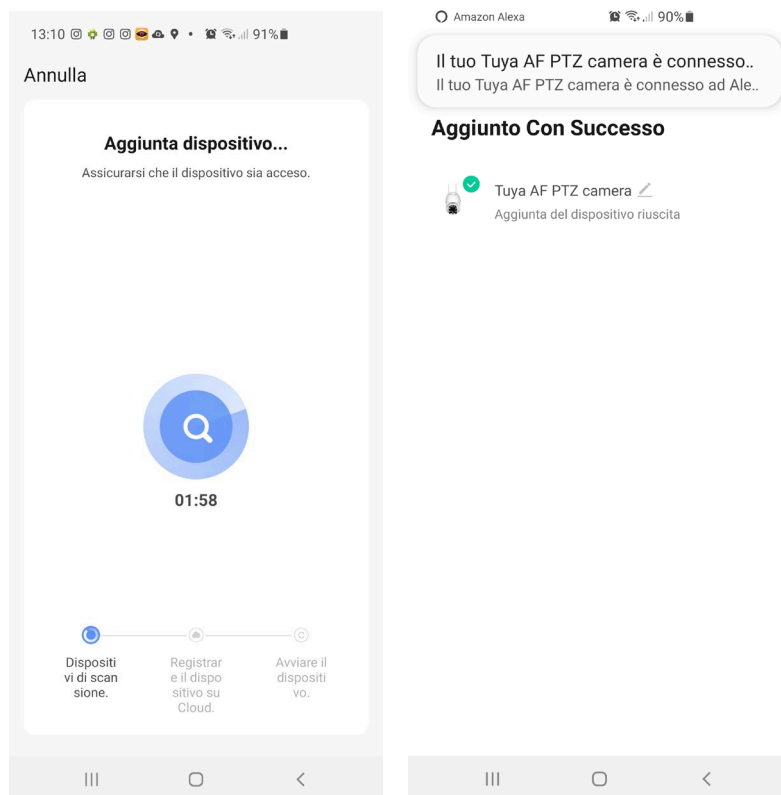 13:10
91%
Annulla
Aggiunta dispositivo...
Assicurarsi che il dispositivo sia acceso.
01:58
Dispositi
vi di scan
sione.
Registrar
e il dispo
sitivo su
Cloud.
Avviare il
dispositi
vo.
Amazon Alexa
90%
Il tuo Tuya AF PTZ camera è connesso..
Il tuo Tuya AF PTZ camera è connesso ad Ale..
Aggiunto Con Successo
Tuya AF PTZ camera
Aggiunta del dispositivo riuscita